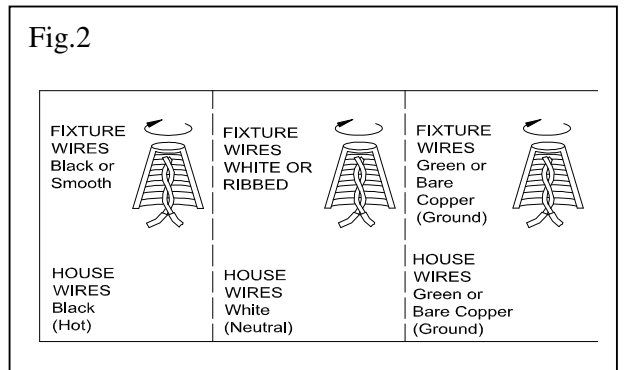 Fig.2
FIXTURE
WIRES
Black or
Smooth
HOUSE
WIRES
Black
(Hot)
FIXTURE
WIRES
WHITE OR
RIBBED
HOUSE
WIRES
White
(Neutral)
FIXTURE
WIRES
Green or
Bare
Copper
(Ground)
HOUSE
WIRES
Green or
Bare Copper
(Ground)